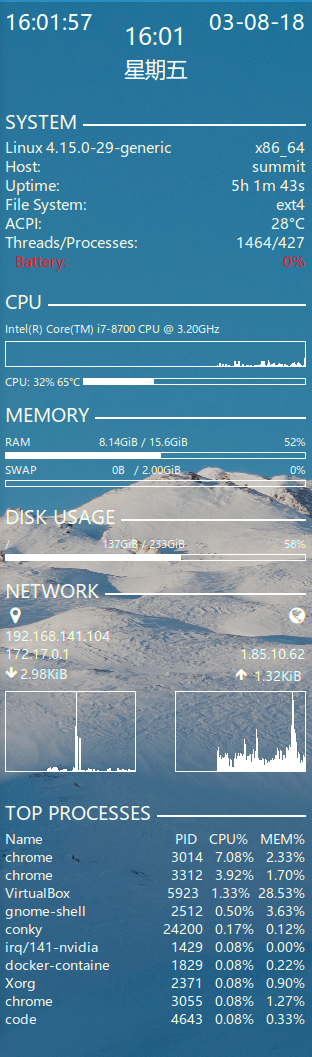 16:01:57 03-08-18
16:01
星期五
SYSTEM
Linux 4.15.0-29-generic x86_64
Host: summit
Uptime: 5h 1m 43s
File System: ext4
ACPI: 28°C
Threads/Processes: 1464/427
Battery: 0%
CPU
Intel(R) Core(TM) i7-8700 CPU @ 3.20GHz
CPU: 32% 65°C
MEMORY
RAM 8.14GiB / 15.6GiB 52%
SWAP 0B / 2.00GiB 0%
DISK USAGE
/ 137GiB / 233GiB 58%
NETWORK
192.168.141.104
172.17.0.1 1.85.10.62
2.98KiB 1.32KiB
TOP PROCESSES
Name PID CPU% MEM%
chrome 3014 7.08% 2.33%
chrome 3312 3.92% 1.70%
VirtualBox 5923 1.33% 28.53%
gnome-shell 2512 0.50% 3.63%
conky 24200 0.17% 0.12%
irq/141-nvidia 1429 0.08% 0.00%
docker-containe 1829 0.08% 0.22%
Xorg 2371 0.08% 0.90%
chrome 3055 0.08% 1.27%
code 4643 0.08% 0.33%